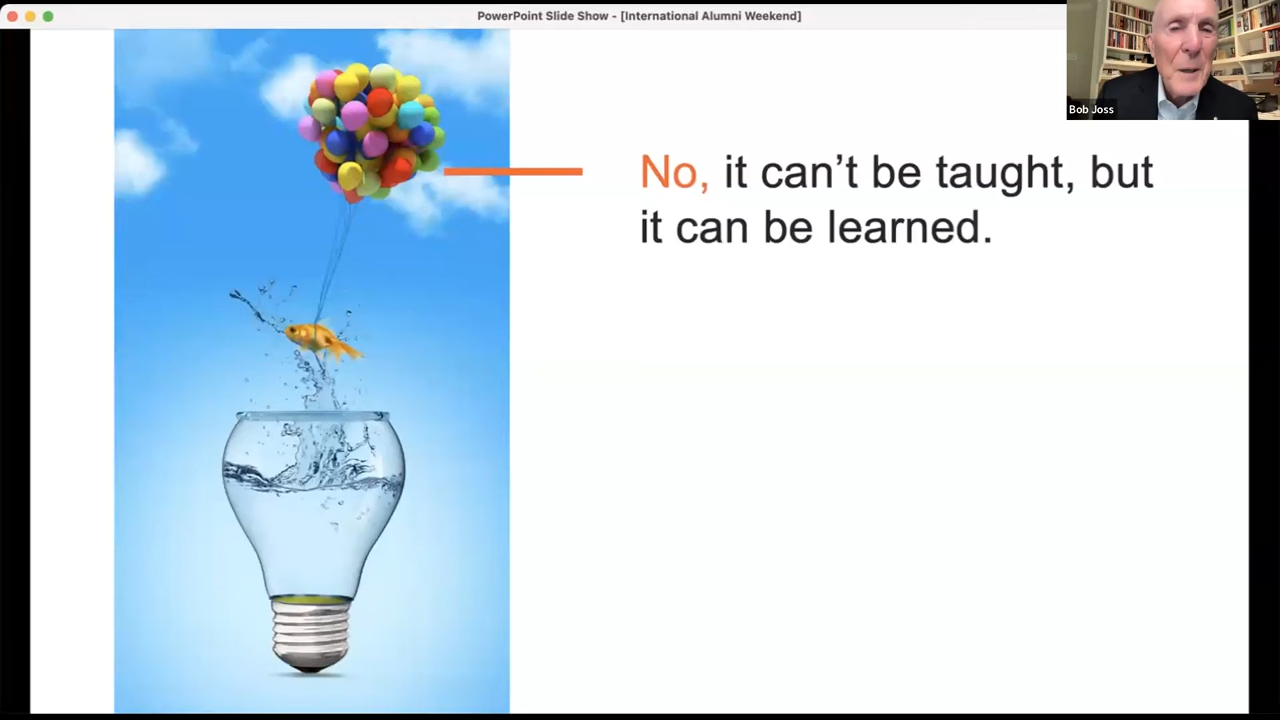 PowerPoint Slide Show - [International Alumni Weekend]
Bob Joss
No, it can’t be taught, but
it can be learned.